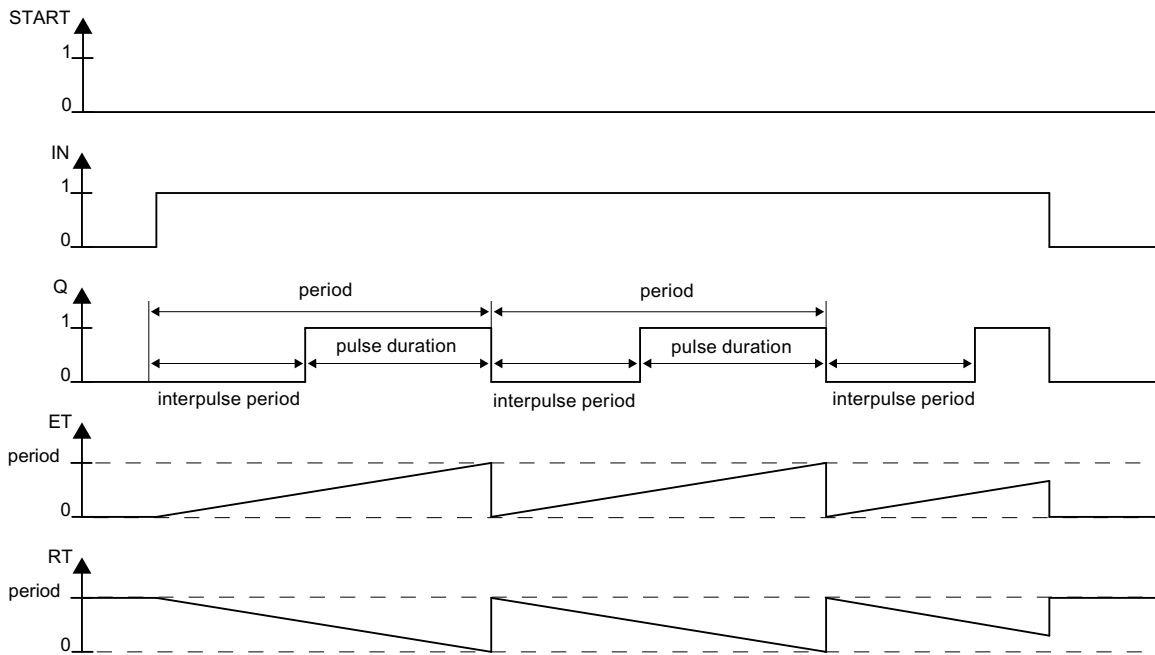 START
1
0
IN
1
0
Q
period period
1
pulse duration pulse duration
0
interpulse period interpulse period interpulse period
ET
period
0
RT
period
0